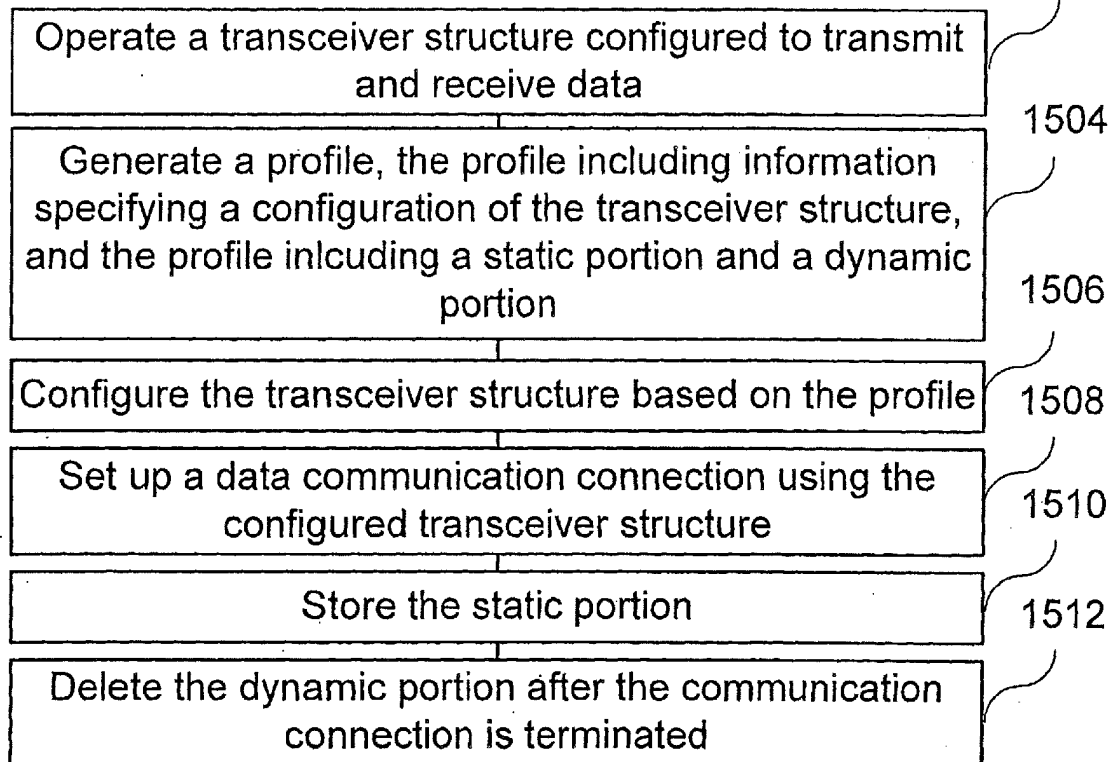 Operate a transceiver structure configured to transmit
and receive data
1504
Generate a profile, the profile including information
specifying a configuration of the transceiver structure,
and the profile inlcuding a static portion and a dynamic
portion
1506
Configure the transceiver structure based on the profile
1508
Set up a data communication connection using the
configured transceiver structure
1510
Store the static portion
1512
Delete the dynamic portion after the communication
connection is terminated